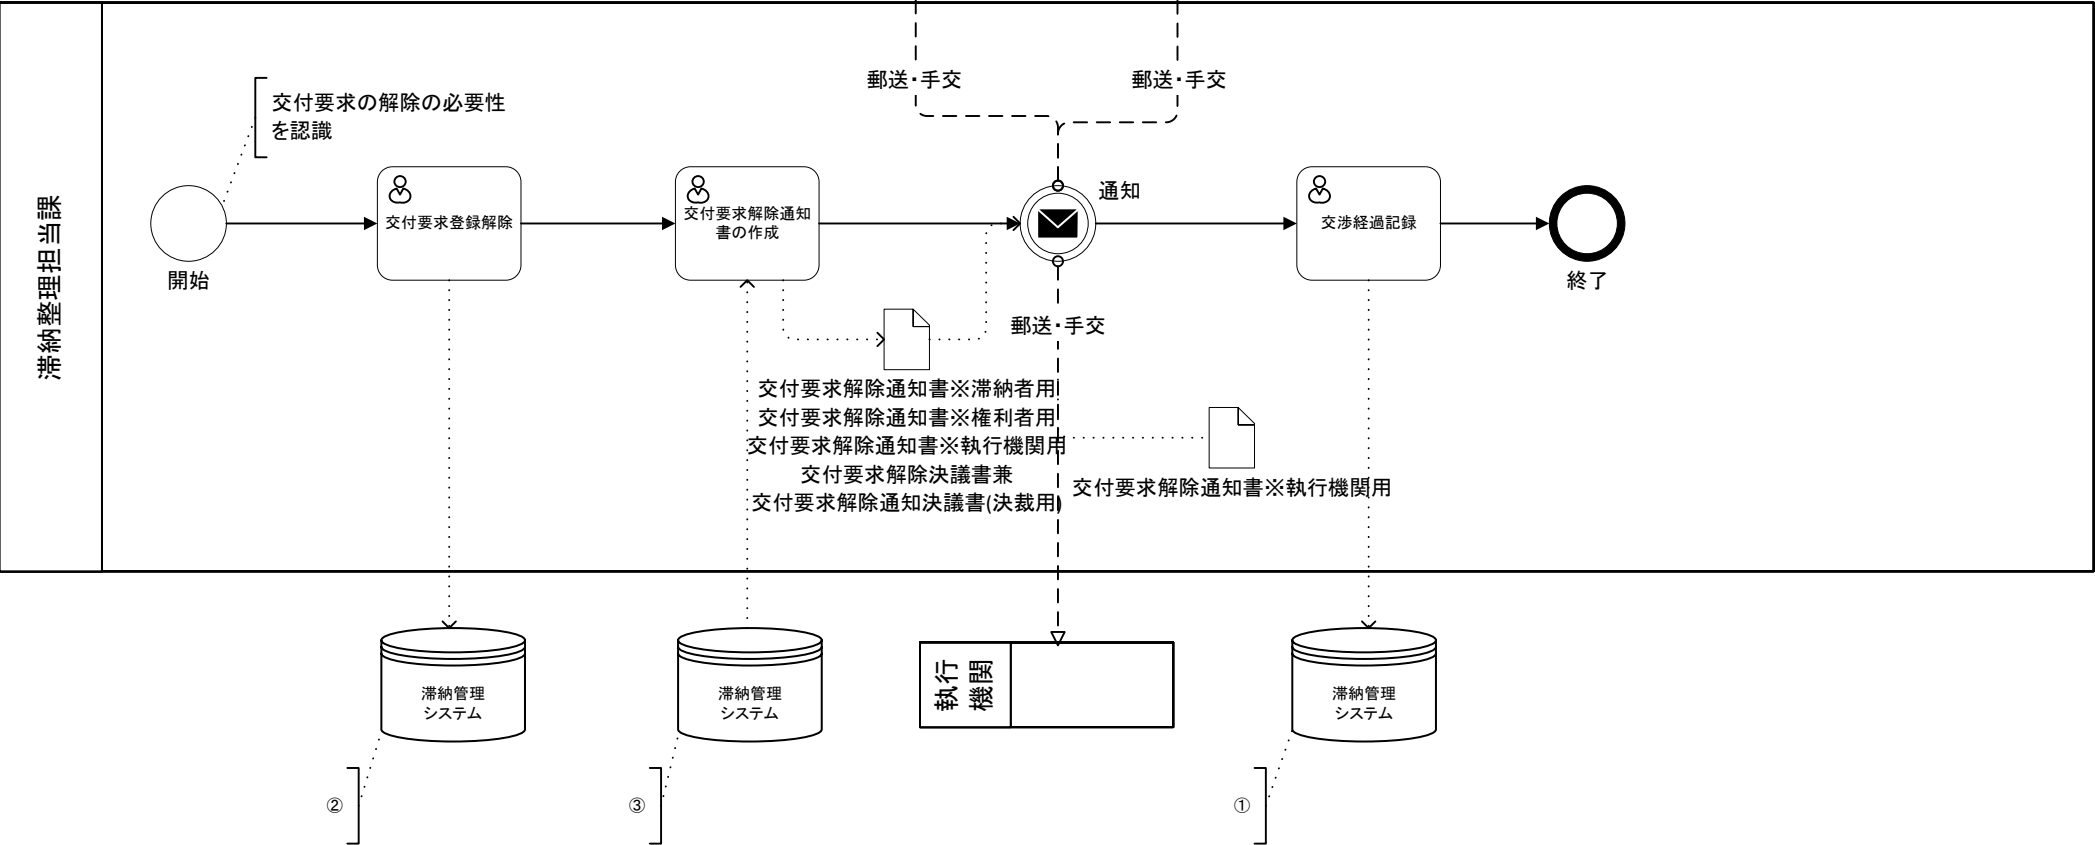 滞納整理担当課
郵送・手交
郵送・手交
交付要求の解除の必要性
を認識
開始
交付要求登録解除
交付要求解除通知
書の作成
通知
交渉経過記録
終了
郵送・手交
交付要求解除通知書※滞納者用
交付要求解除通知書※権利者用
交付要求解除通知書※執行機関用
交付要求解除決議書兼
交付要求解除通知決議書(決裁用)
交付要求解除通知書※執行機関用
滞納管理
システム
滞納管理
システム
執行
機関
滞納管理
システム
②
③
①